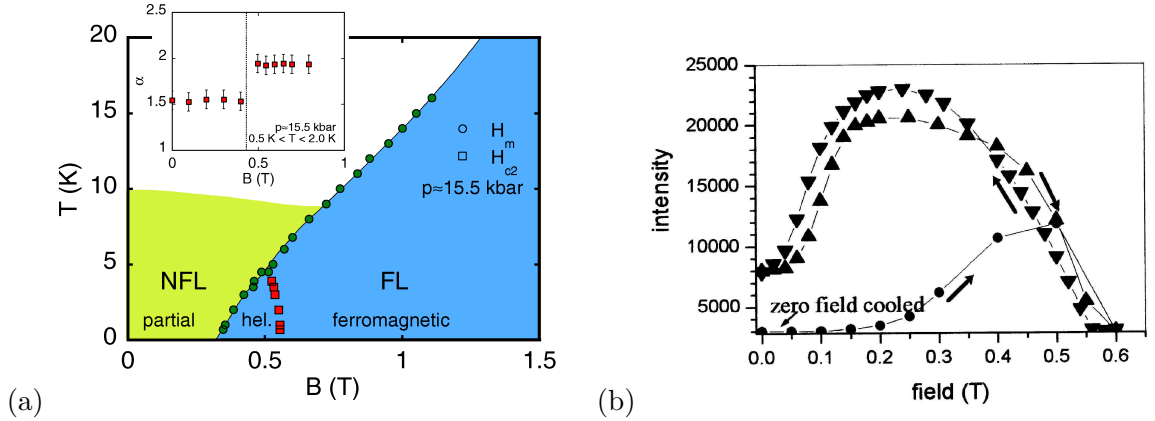 2.5
2
1.5
1
α
0
0.5
1
B (T)
p≈15.5 kbar
0.5 K < T < 2.0 K
20
15
10
5
0
T (K)
H_m
H_c2
p≈15.5 kbar
NFL
FL
partial
hel.
ferromagnetic
0
0.5
1
1.5
B (T)
(a)
25000
20000
15000
10000
5000
intensity
zero field cooled
0.0
0.1
0.2
0.3
0.4
0.5
0.6
field (T)
(b)